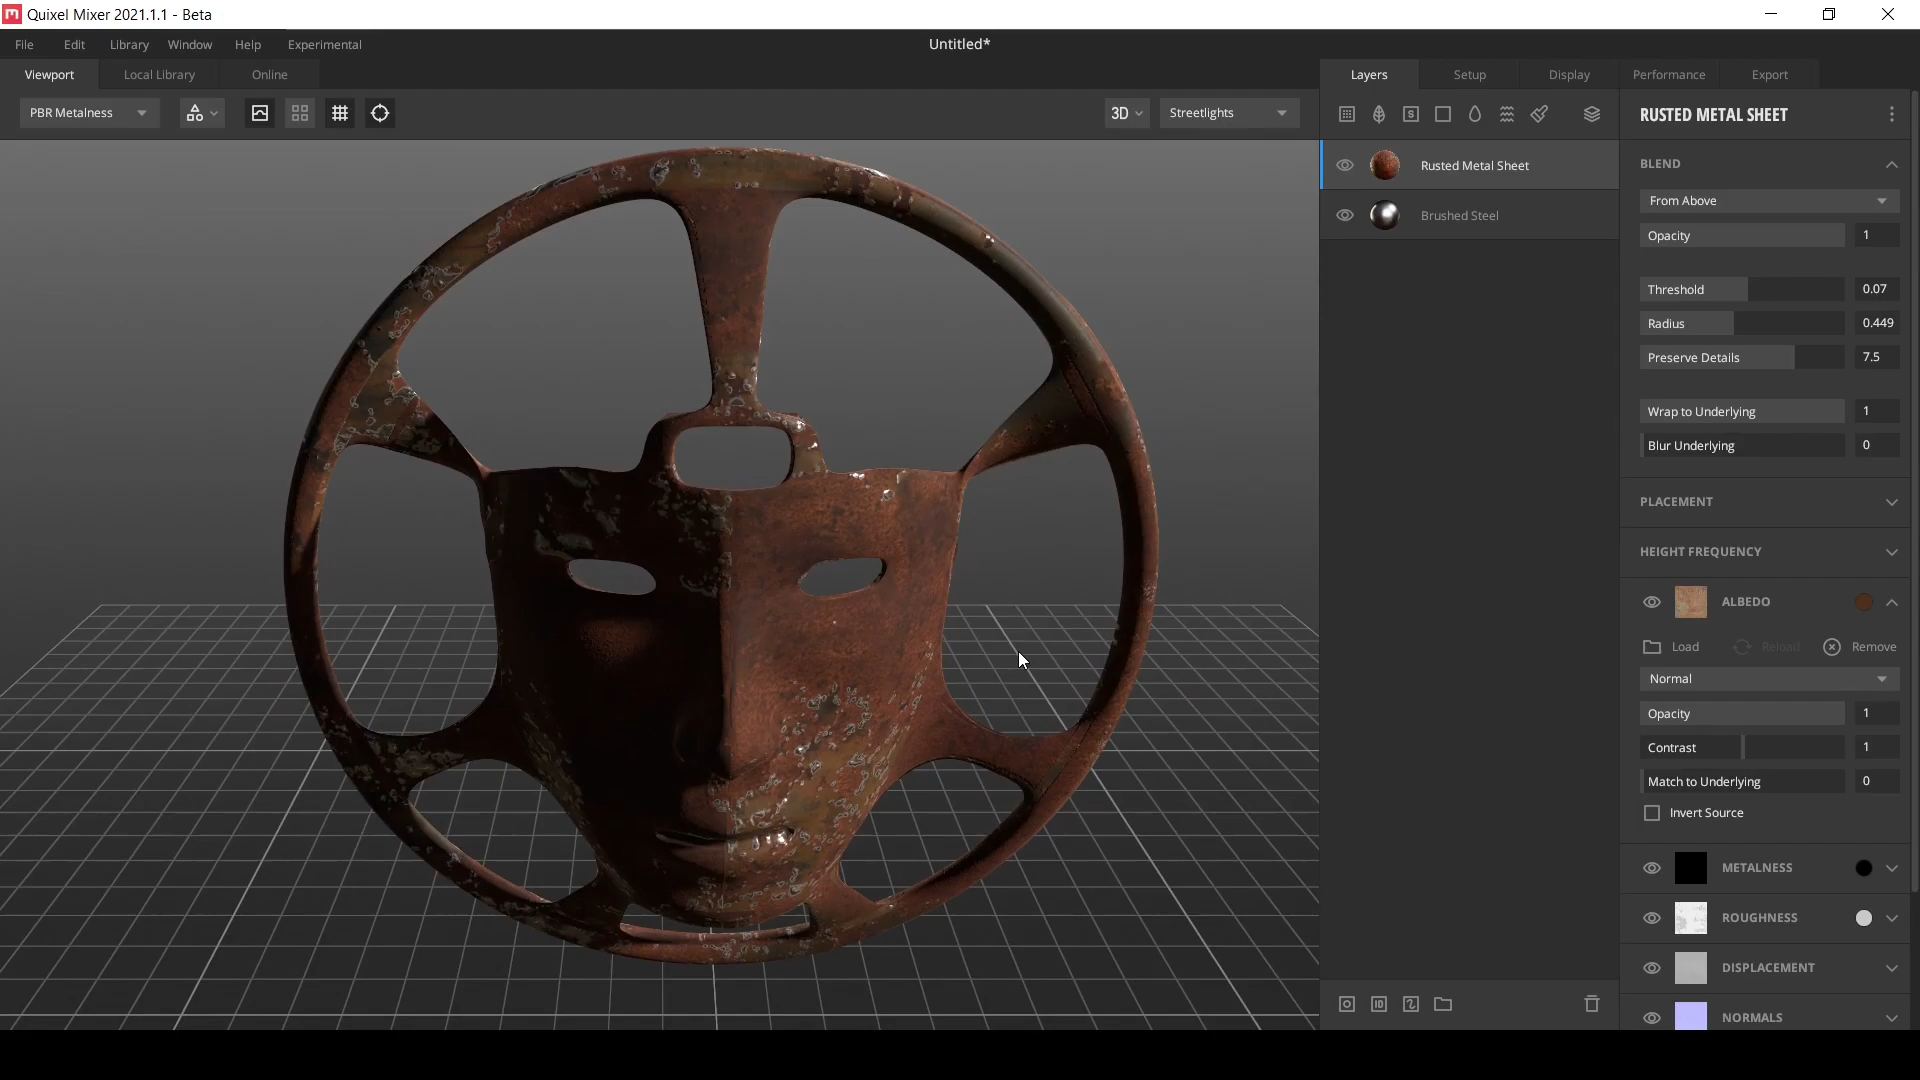 Quixel Mixer 2021.1.1 - Beta
File Edit Library Window Help Experimental
Untitled*
Viewport Local Library Online
Layers Setup Display Performance Export
PBR Metalness
3D Streetlights
RUSTED METAL SHEET
Rusted Metal Sheet
Brushed Steel
BLEND
From Above
Opacity 1
Threshold 0.07
Radius 0.449
Preserve Details 7.5
Wrap to Underlying 1
Blur Underlying 0
PLACEMENT
HEIGHT FREQUENCY
ALBEDO
Load Reload Remove
Normal
Opacity 1
Contrast 1
Match to Underlying 0
Invert Source
METALNESS
ROUGHNESS
DISPLACEMENT
NORMALS